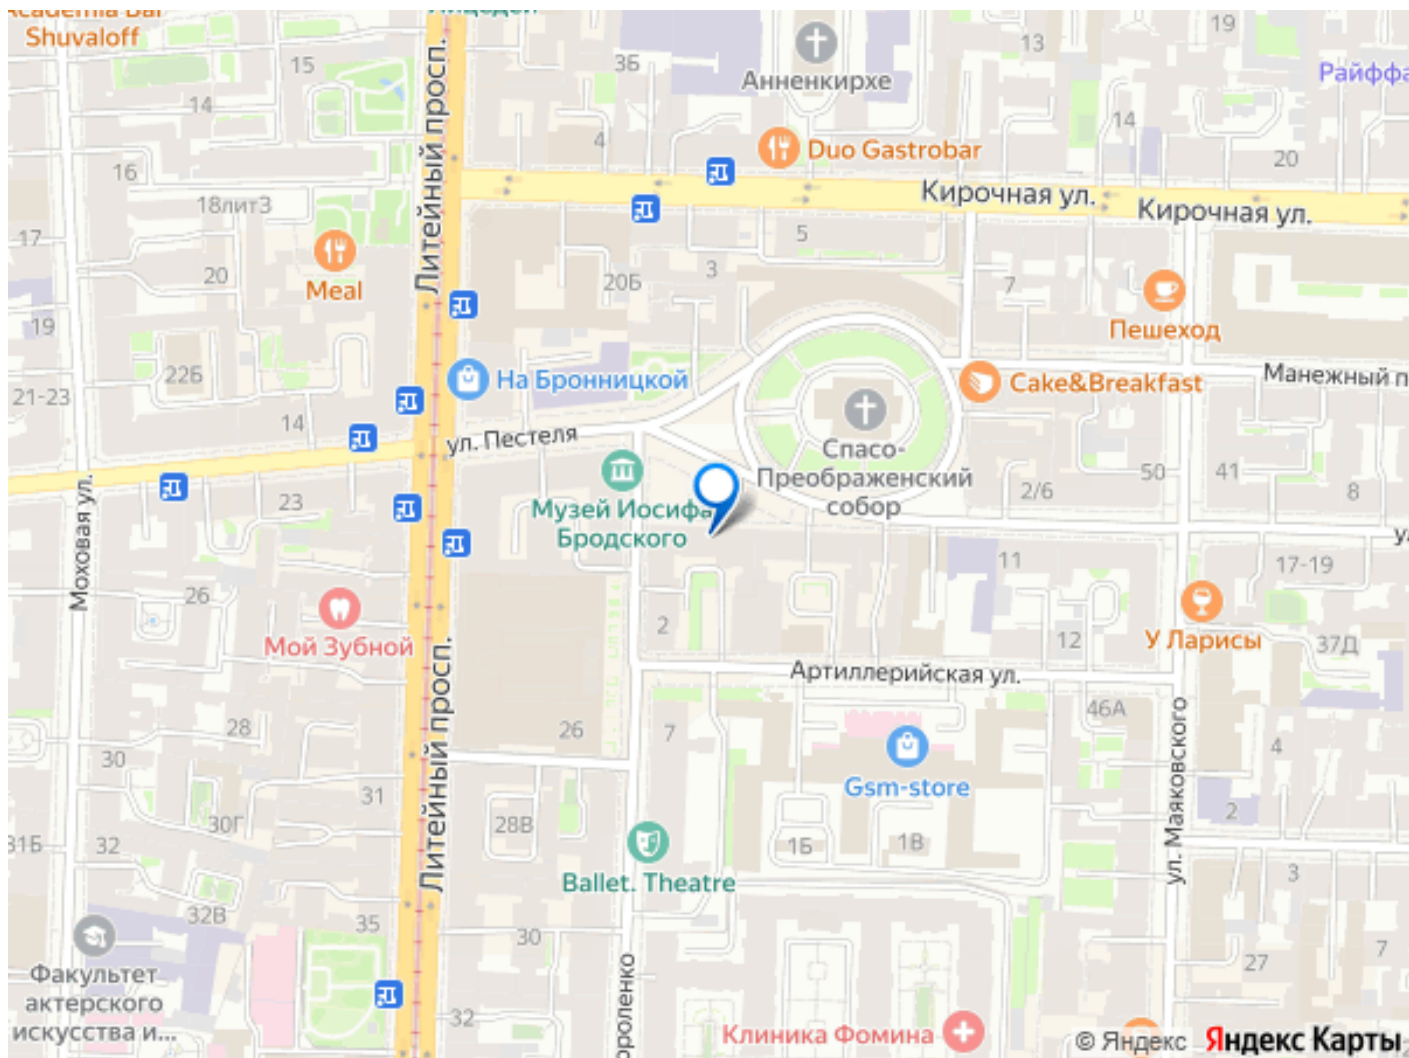 Shuvaloff
15
3Б
Анненкирхе
13
19
Райффа
14
4
Duo Gastrobar
14
20
16
Кирочная ул.
Кирочная ул.
18лит3
Литейный просп.
17
5
20
Meal
20Б
3
7
Пешеход
19
22Б
На Бронницкой
Cake&Breakfast
Манежный п
21-23
14
ул. Пестеля
Спасо-
Преображенский
собор
Музей Иосифа
Бродского
50
41
2/6
8
23
Моховая ул.
11
17-19
26
Мой Зубной
2
12
У Ларисы
37Д
Артиллерийская ул.
Литейный просп.
46А
28
26
7
30
4
Gsm-store
ул. Маяковского
31
30Г
28В
2
32
1Б
1В
Ballet. Theatre
3
32В
35
30
7
Факультет
актерского
искусства и...
27
32
ороленко
Клиника Фомина
© Яндекс
Яндекс Карты